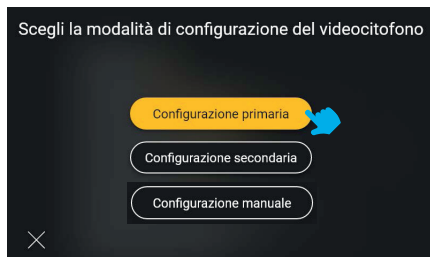 Scegli la modalità di configurazione del videocitofono
Configurazione primaria
Configurazione secondaria
Configurazione manuale